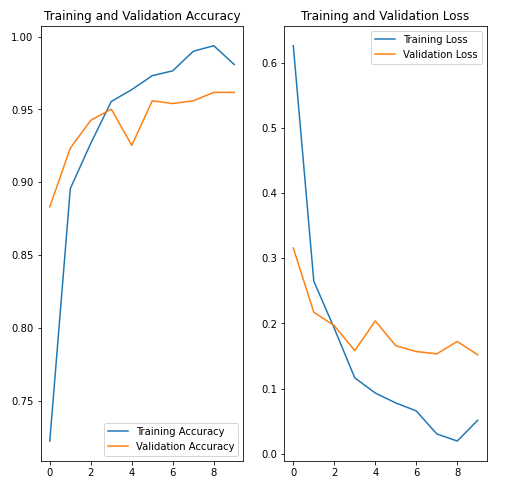 Training and Validation Accuracy
1.00
0.95
0.90
0.85
0.80
0.75
Training Accuracy
Validation Accuracy
0 2 4 6 8
Training and Validation Loss
Training Loss
Validation Loss
0.6
0.5
0.4
0.3
0.2
0.1
0.0
0 2 4 6 8